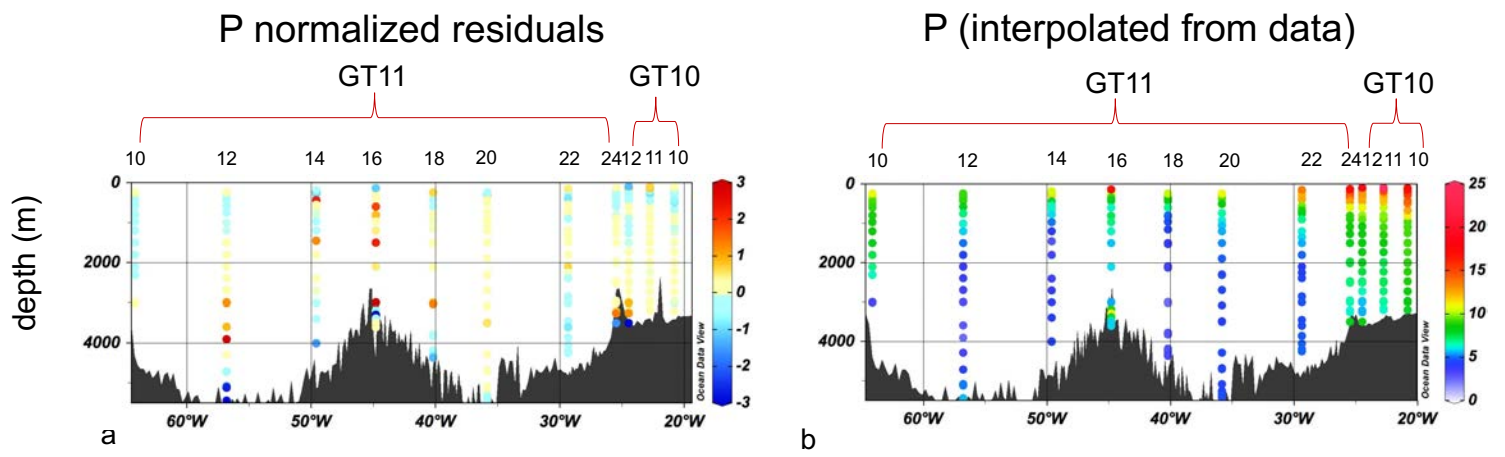 P normalized residuals
GT11
GT10
10 12 14 16 18 20 22 24 12 11 10
depth (m)
0
2000
4000
60°W 50°W 40°W 30°W 20°W
3
2
1
0
-1
-2
-3
Ocean Data View
a
P (interpolated from data)
GT11
GT10
10 12 14 16 18 20 22 24 12 11 10
0
2000
4000
60°W 50°W 40°W 30°W 20°W
25
20
15
10
5
0
Ocean Data View
b